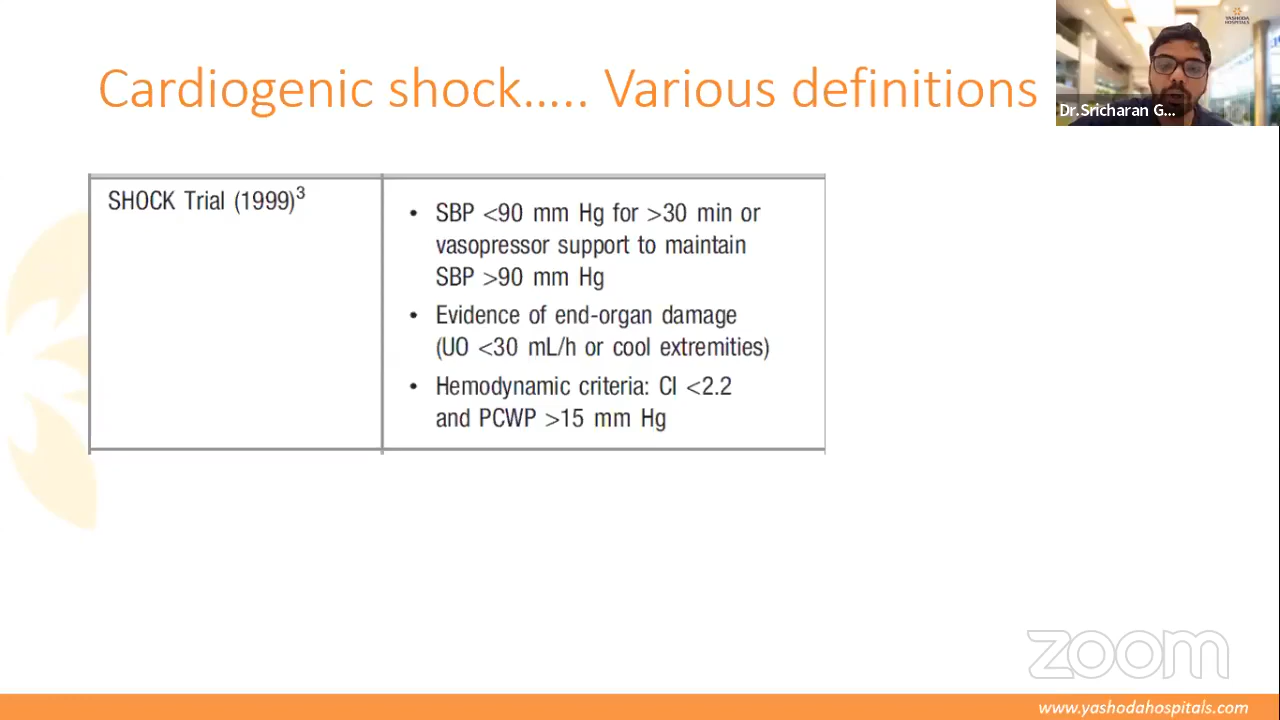 Cardiogenic shock..... Various definitions
YASHODA
HOSPITALS
Dr.Sricharan G...
SHOCK Trial (1999)3
• SBP <90 mm Hg for >30 min or
vasopressor support to maintain
SBP >90 mm Hg
• Evidence of end-organ damage
(UO <30 mL/h or cool extremities)
• Hemodynamic criteria: CI <2.2
and PCWP >15 mm Hg
zoom
www.yashodahospitals.com